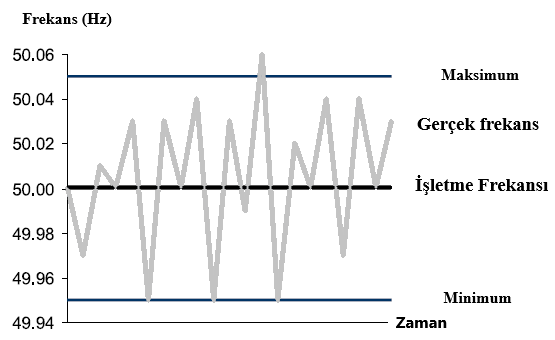 Frekans (Hz)
50.06
Maksimum
50.04
Gerçek frekans
50.02
50.00
İşletme Frekansı
49.98
49.96
Minimum
49.94
Zaman